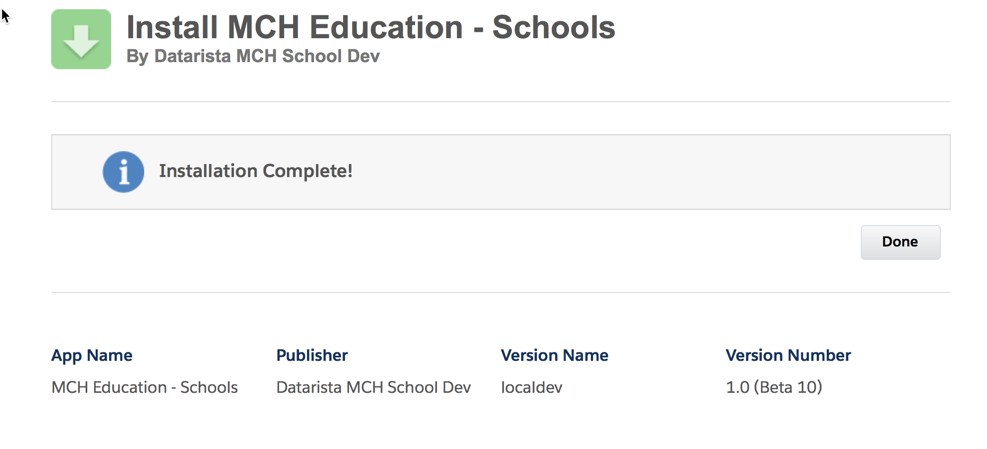 Install MCH Education - Schools
By Datarista MCH School Dev
Installation Complete!
Done
App Name Publisher Version Name Version Number
MCH Education - Schools Datarista MCH School Dev localdev 1.0 (Beta 10)